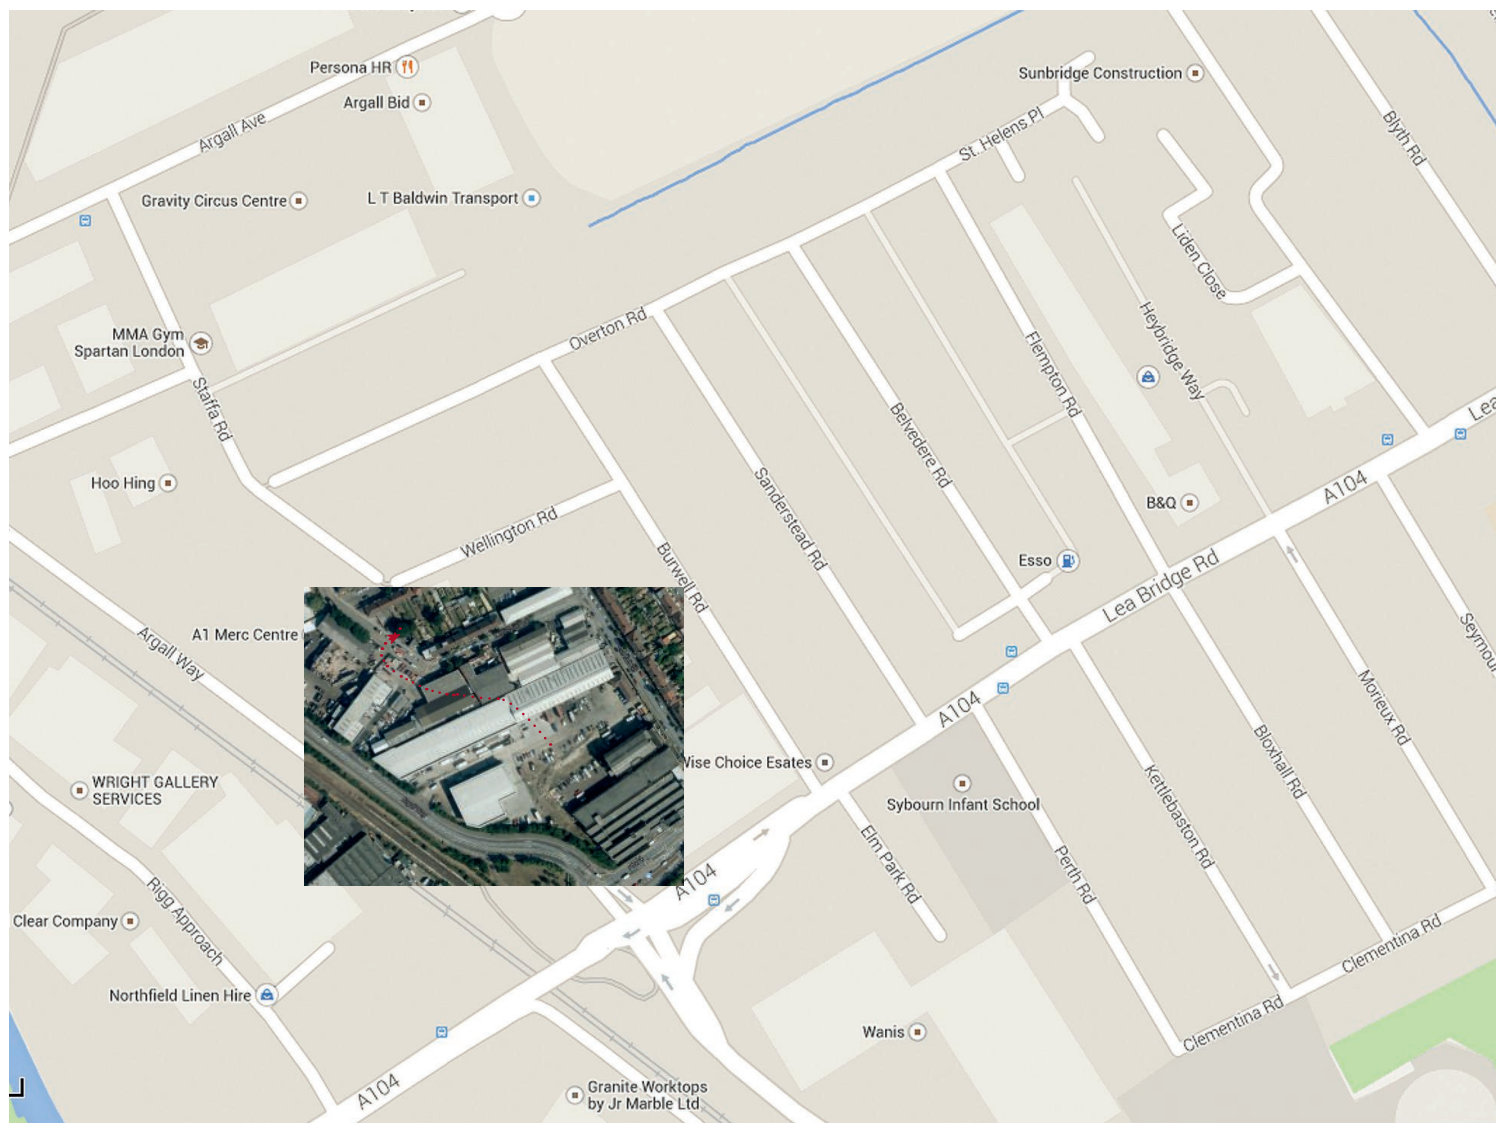 Persona HR
Argall Bid
Sunbridge Construction
Argall Ave
St. Helens Pl
Blyth Rd
Gravity Circus Centre
L T Baldwin Transport
Liden Close
MMA Gym
Spartan London
Overton Rd
Heybridge Way
Flempton Rd
Staffa Rd
Belvedere Rd
Lea
Hoo Hing
Sanderstead Rd
A104
B&Q
Wellington Rd
Esso
Burwell Rd
Lea Bridge Rd
A1 Merc Centre
Argall Way
Seymour
A104
Morieux Rd
Wise Choice Esates
Bloxhall Rd
WRIGHT GALLERY
SERVICES
Sybourn Infant School
Kettlebaston Rd
Elm Park Rd
Perth Rd
A104
Rigg Approach
Clear Company
Clementina Rd
Northfield Linen Hire
Wanis
Clementina Rd
A104
Granite Worktops
by Jr Marble Ltd